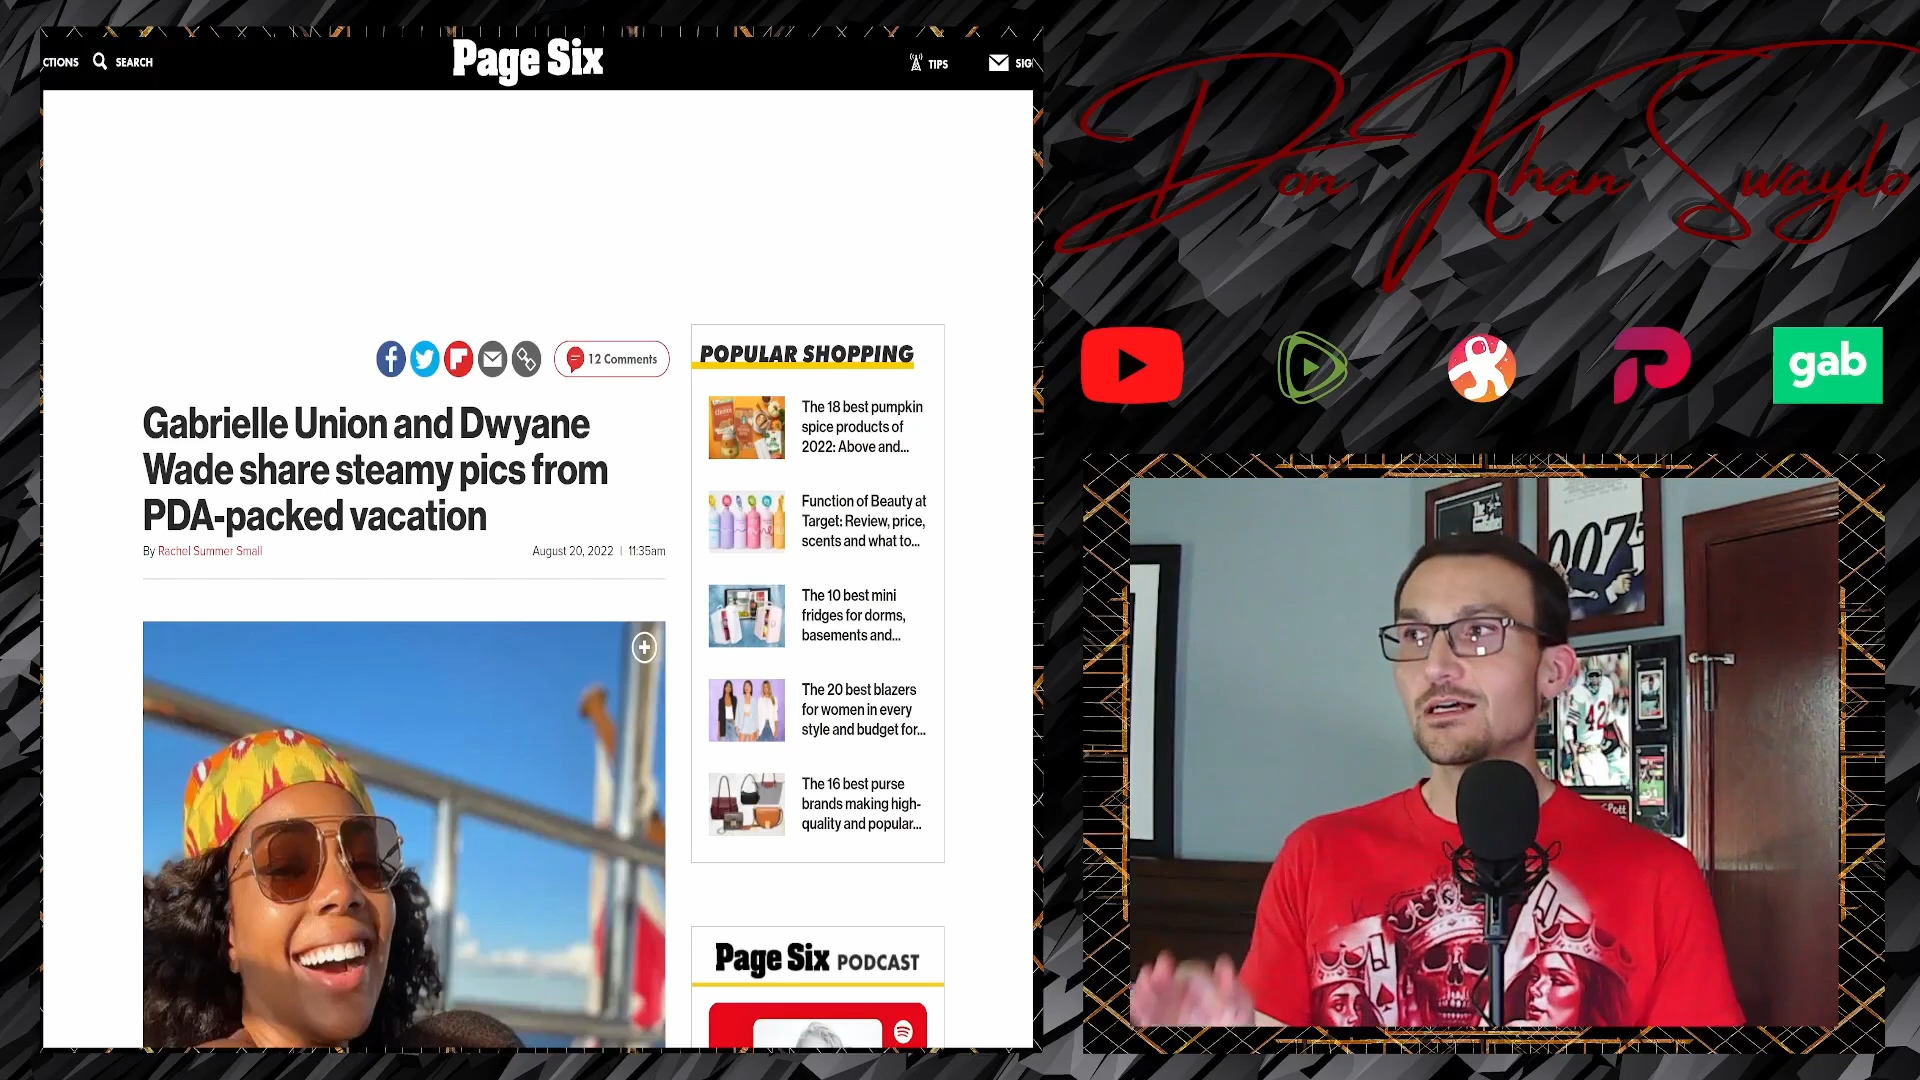 CTIONS
SEARCH
Page Six
TIPS
SIG
12 Comments
Gabrielle Union and Dwyane
Wade share steamy pics from
PDA-packed vacation
By Rachel Summer Small
August 20, 2022 | 11:35am
POPULAR SHOPPING
The 18 best pumpkin
spice products of
2022: Above and...
Function of Beauty at
Target: Review, price,
scents and what to...
The 10 best mini
fridges for dorms,
basements and...
The 20 best blazers
for women in every
style and budget for...
The 16 best purse
brands making high-
quality and popular...
Page Six PODCAST
Don Khan Swaylo
gab
007
42